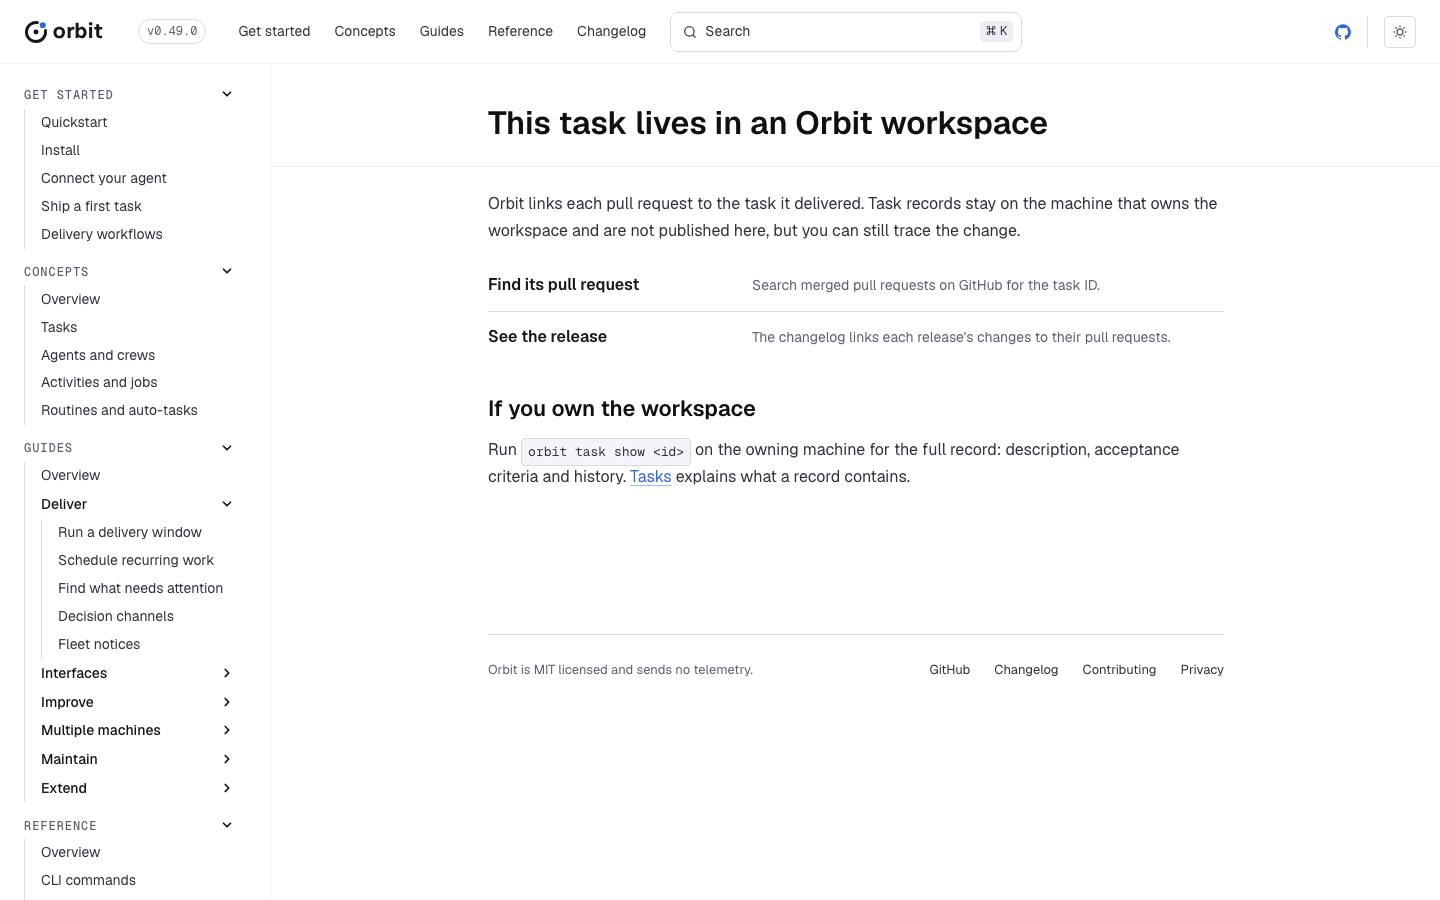 orbit
v0.49.0
Get started
Concepts
Guides
Reference
Changelog
Search
⌘ K
GET STARTED
Quickstart
Install
Connect your agent
Ship a first task
Delivery workflows
CONCEPTS
Overview
Tasks
Agents and crews
Activities and jobs
Routines and auto-tasks
GUIDES
Overview
Deliver
Run a delivery window
Schedule recurring work
Find what needs attention
Decision channels
Fleet notices
Interfaces
Improve
Multiple machines
Maintain
Extend
REFERENCE
Overview
CLI commands
This task lives in an Orbit workspace
Orbit links each pull request to the task it delivered. Task records stay on the machine that owns the
workspace and are not published here, but you can still trace the change.
Find its pull request
Search merged pull requests on GitHub for the task ID.
See the release
The changelog links each release's changes to their pull requests.
If you own the workspace
Run orbit task show <id> on the owning machine for the full record: description, acceptance
criteria and history. Tasks explains what a record contains.
Orbit is MIT licensed and sends no telemetry.
GitHub
Changelog
Contributing
Privacy